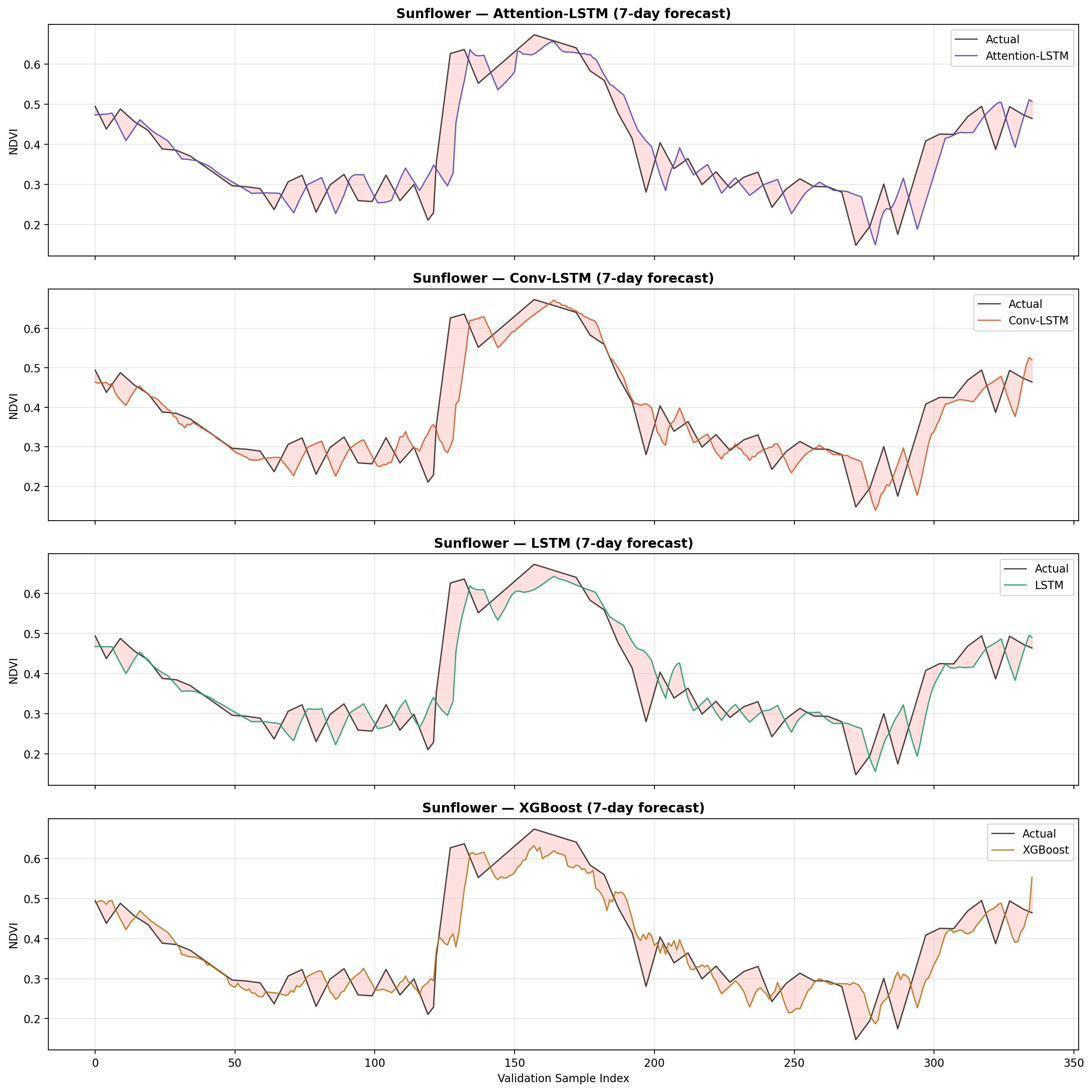 Sunflower — Attention-LSTM (7-day forecast)
Actual
Attention-LSTM
NDVI
0.6
0.5
0.4
0.3
0.2
Sunflower — Conv-LSTM (7-day forecast)
Actual
Conv-LSTM
NDVI
0.6
0.5
0.4
0.3
0.2
Sunflower — LSTM (7-day forecast)
Actual
LSTM
NDVI
0.6
0.5
0.4
0.3
0.2
Sunflower — XGBoost (7-day forecast)
Actual
XGBoost
NDVI
0.6
0.5
0.4
0.3
0.2
0 50 100 150 200 250 300 350
Validation Sample Index